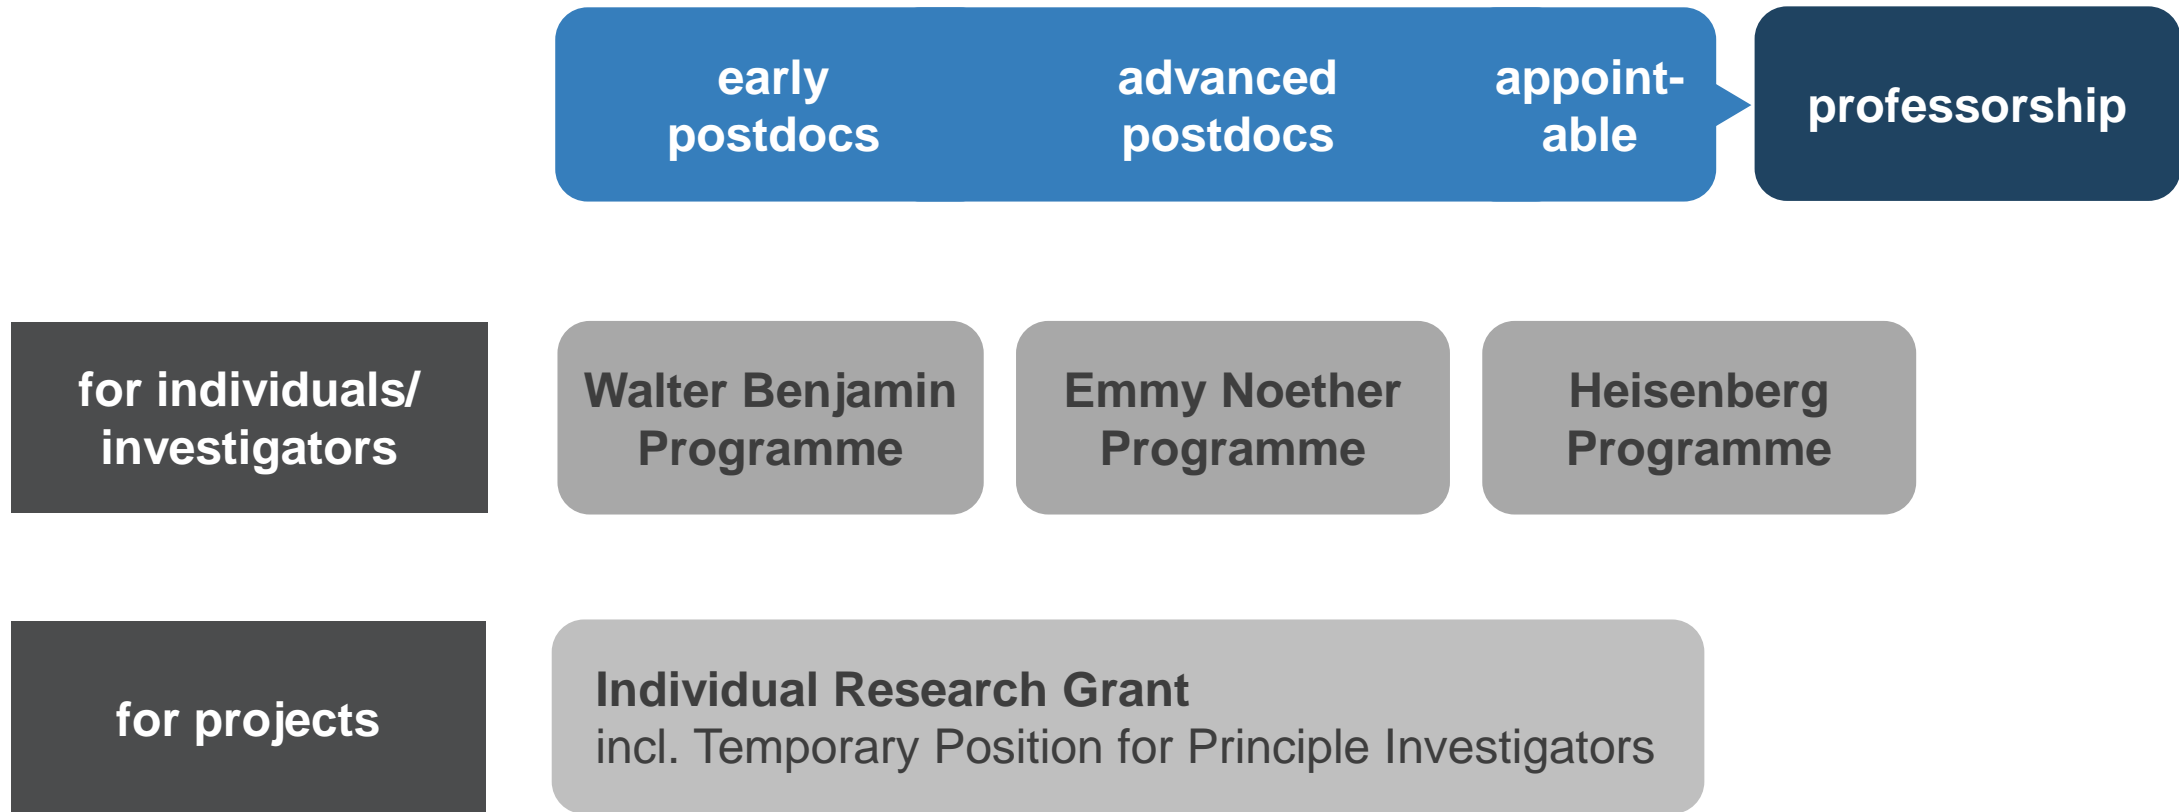 early
postdocs
advanced
postdocs
appoint-
able
professorship
for individuals/
investigators
Walter Benjamin
Programme
Emmy Noether
Programme
Heisenberg
Programme
for projects
Individual Research Grant
incl. Temporary Position for Principle Investigators